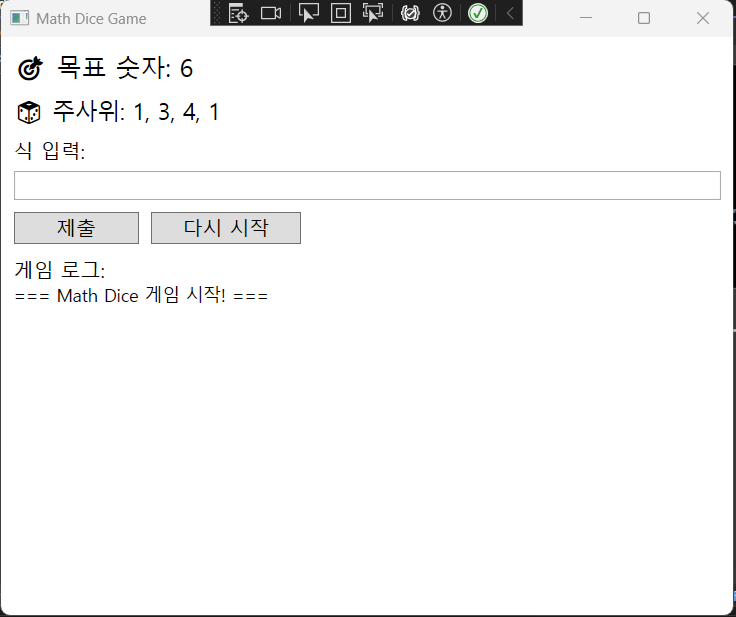 Math Dice Game
목표 숫자: 6
주사위: 1, 3, 4, 1
식 입력:
제출 다시 시작
게임 로그:
=== Math Dice 게임 시작! ===